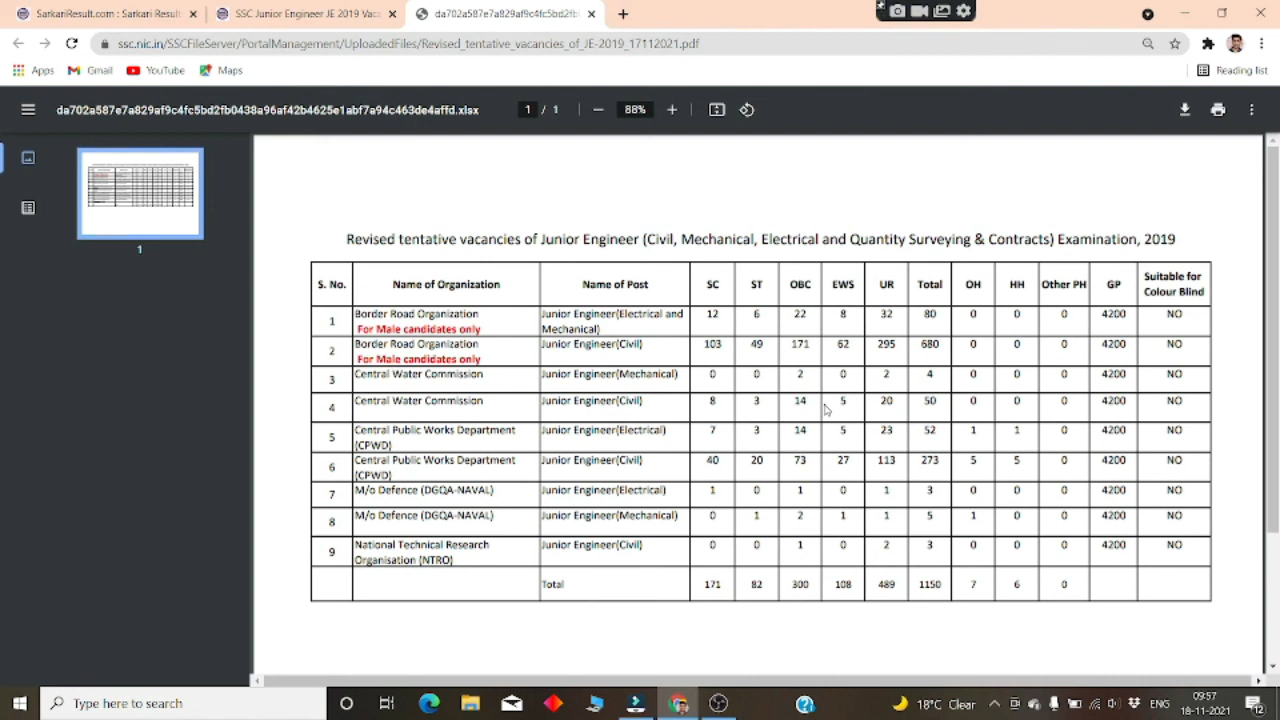 SarkariResult.com : Sarkari Result
SSC Junior Engineer JE 2019 Vaca
da702a587e7a829af9c4fc5bd2fb
ssc.nic.in/SSCFileServer/PortalManagement/UploadedFiles/Revised_tentative_vacancies_of_JE-2019_17112021.pdf
Apps Gmail YouTube Maps Reading list
da702a587e7a829af9c4fc5bd2fb0438a96af42b4625e1abf7a94c463de4affd.xlsx 1 / 1 88%
1
Revised tentative vacancies of Junior Engineer (Civil, Mechanical, Electrical and Quantity Surveying & Contracts) Examination, 2019
S. No. Name of Organization Name of Post SC ST OBC EWS UR Total OH HH Other PH GP Suitable for Colour Blind
1 Border Road Organization For Male candidates only Junior Engineer(Electrical and Mechanical) 12 6 22 8 32 80 0 0 0 4200 NO
2 Border Road Organization For Male candidates only Junior Engineer(Civil) 103 49 171 62 295 680 0 0 0 4200 NO
3 Central Water Commission Junior Engineer(Mechanical) 0 0 2 0 2 4 0 0 0 4200 NO
4 Central Water Commission Junior Engineer(Civil) 8 3 14 5 20 50 0 0 0 4200 NO
5 Central Public Works Department (CPWD) Junior Engineer(Electrical) 7 3 14 5 23 52 1 1 0 4200 NO
6 Central Public Works Department (CPWD) Junior Engineer(Civil) 40 20 73 27 113 273 5 5 0 4200 NO
7 M/o Defence (DGQA-NAVAL) Junior Engineer(Electrical) 1 0 1 0 1 3 0 0 0 4200 NO
8 M/o Defence (DGQA-NAVAL) Junior Engineer(Mechanical) 0 1 2 1 1 5 1 0 0 4200 NO
9 National Technical Research Organisation (NTRO) Junior Engineer(Civil) 0 0 1 0 2 3 0 0 0 4200 NO
Total 171 82 300 108 489 1150 7 6 0
Type here to search 18°C Clear ENG 09:57
18-11-2021 12